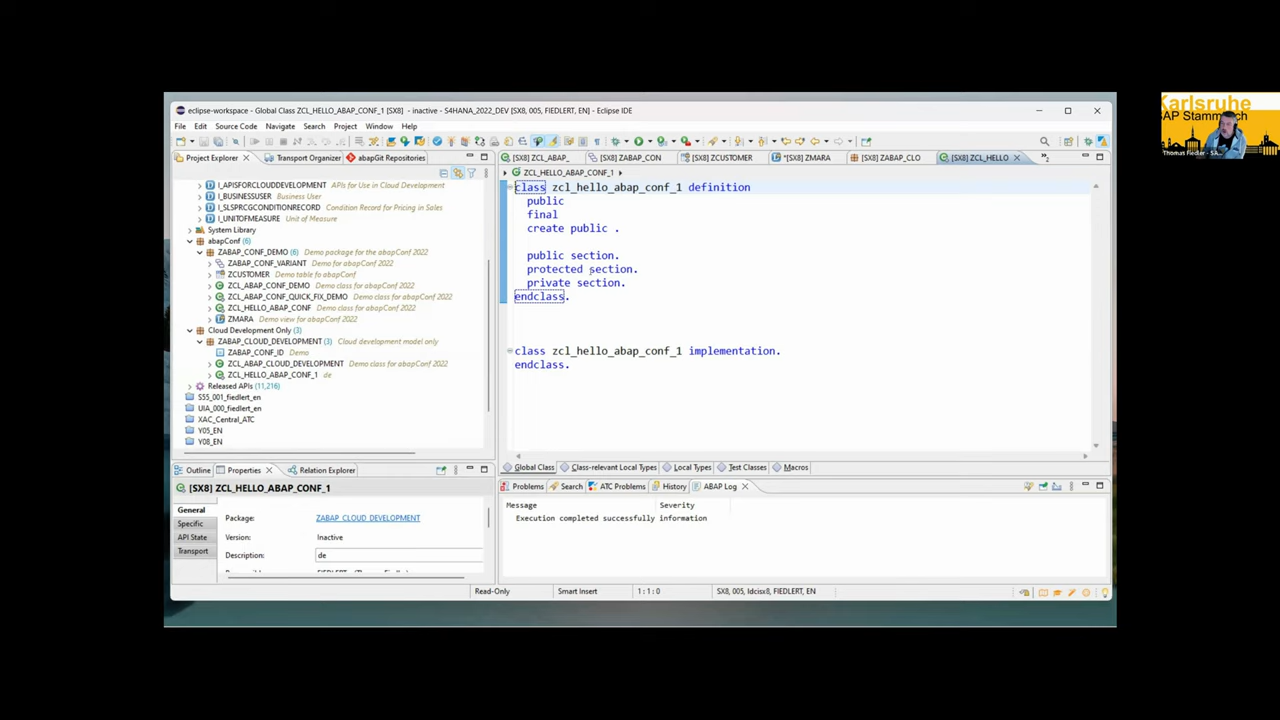 eclipse-workspace - Global Class ZCL_HELLO_ABAP_CONF_1 [SX8] - inactive - S4HANA_2022_DEV [SX8, 005, FIEDLERT, EN] - Eclipse IDE
File Edit Source Code Navigate Search Project Window Help
Project Explorer Transport Organizer abapGit Repositories
I_APISFORCLOUDDEVELOPMENT APIs for Use in Cloud Development
I_BUSINESSUSER Business User
I_SLSPRCGCONDITIONRECORD Condition Record for Pricing in Sales
I_UNITOFMEASURE Unit of Measure
System Library
abapConf (6)
ZABAP_CONF_DEMO (6) Demo package for the abapConf 2022
ZABAP_CONF_VARIANT Demo for abapConf 2022
ZCUSTOMER Demo table fo abapConf
ZCL_ABAP_CONF_DEMO Demo class for abapConf 2022
ZCL_ABAP_CONF_QUICK_FIX_DEMO Demo class for abapConf 2022
ZCL_HELLO_ABAP_CONF Demo class for abapConf 2022
ZMARA Demo view for abapConf 2022
Cloud Development Only (3)
ZABAP_CLOUD_DEVELOPMENT (3) Cloud development model only
ZABAP_CONF_ID Demo
ZCL_ABAP_CLOUD_DEVELOPMENT Demo class for abapConf 2022
ZCL_HELLO_ABAP_CONF_1 de
Released APIs (11,216)
S55_001_fiedlert_en
UIA_000_fiedlert_en
XAC_Central_ATC
Y05_EN
Y08_EN
[SX8] ZCL_ABAP_ [SX8] ZABAP_CON [SX8] ZCUSTOMER *[SX8] ZMARA [SX8] ZABAP_CLO [SX8] ZCL_HELLO
ZCL_HELLO_ABAP_CONF_1
class zcl_hello_abap_conf_1 definition
public
final
create public .
public section.
protected section.
private section.
endclass.
class zcl_hello_abap_conf_1 implementation.
endclass.
Global Class Class-relevant Local Types Local Types Test Classes Macros
Outline Properties Relation Explorer
[SX8] ZCL_HELLO_ABAP_CONF_1
General
Specific
API State
Transport
Package: ZABAP_CLOUD_DEVELOPMENT
Version: Inactive
Description: de
Problems Search ATC Problems History ABAP Log
Message Severity
Execution completed successfully information
Read-Only Smart Insert 1:1:0 SX8, 005, ldcisx8, FIEDLERT, EN
Karlsruhe
SAP Stammtisch
Thomas Fiedler - SA...